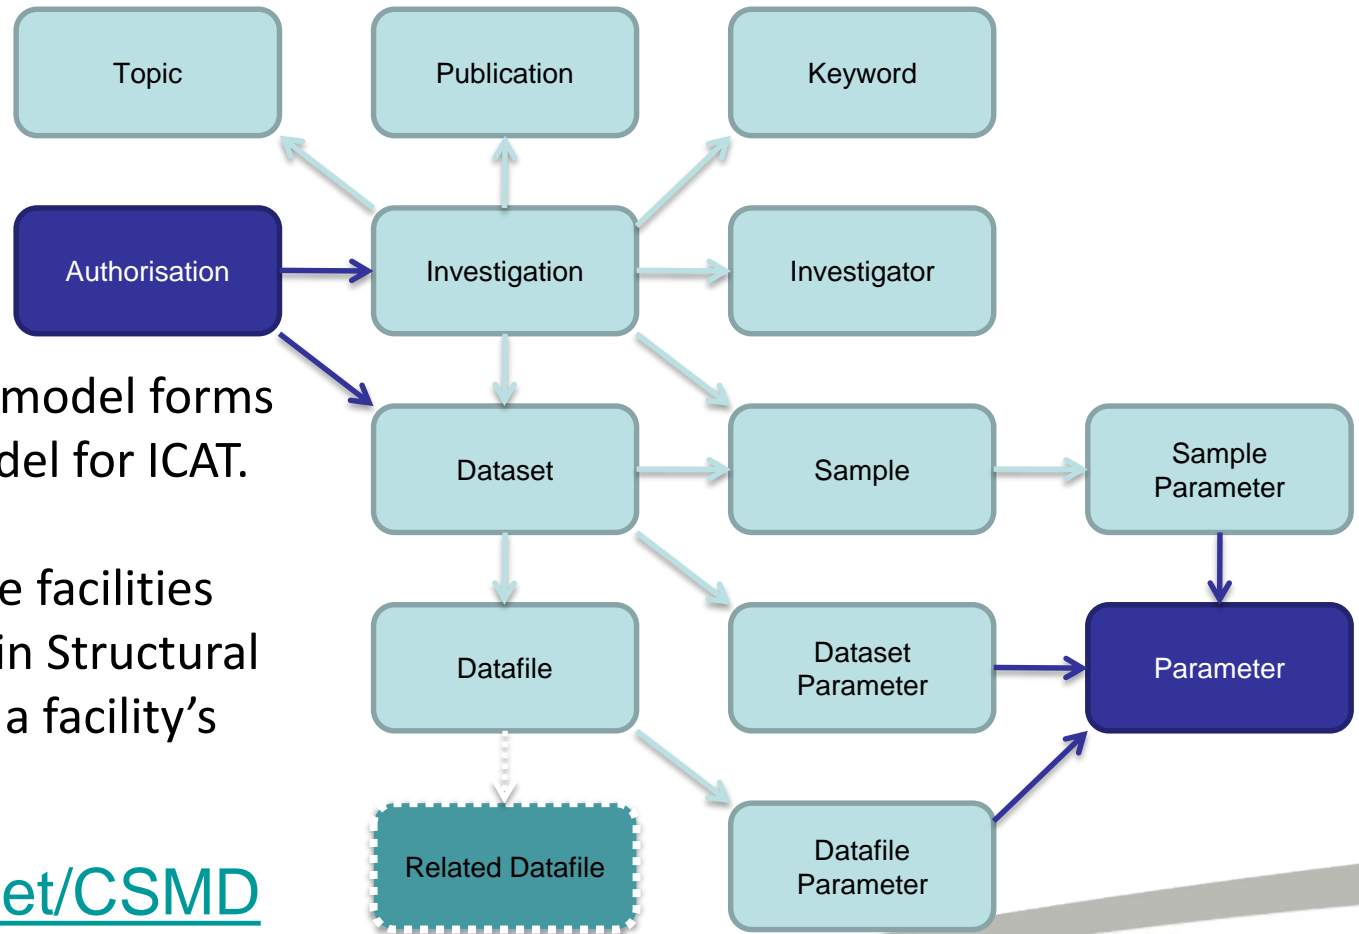 Topic
Publication
Keyword
Authorisation
Investigation
Investigator
model forms
del for ICAT.
Dataset
Sample
Sample
Parameter
e facilities
in Structural
a facility’s
Datafile
Dataset
Parameter
Parameter
Related Datafile
Datafile
Parameter
et/CSMD